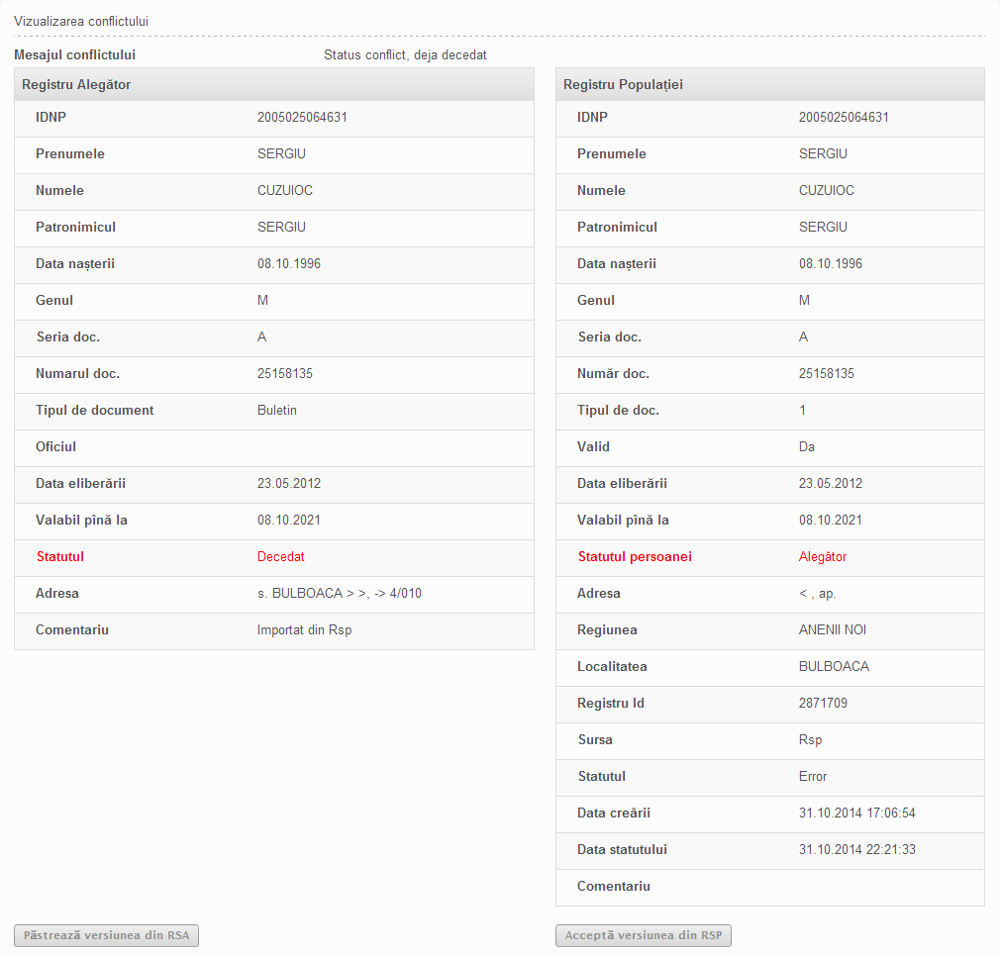 Vizualizarea conflictului
Mesajul conflictului Status conflict, deja decedat
Registru Alegător
IDNP 2005025064631
Prenumele SERGIU
Numele CUZUIOC
Patronimicul SERGIU
Data nașterii 08.10.1996
Genul M
Seria doc. A
Numarul doc. 25158135
Tipul de document Buletin
Oficiul
Data eliberării 23.05.2012
Valabil pînă la 08.10.2021
Statutul Decedat
Adresa s. BULBOACA > >, -> 4/010
Comentariu Importat din Rsp
Păstrează versiunea din RSA
Registru Populației
IDNP 2005025064631
Prenumele SERGIU
Numele CUZUIOC
Patronimicul SERGIU
Data nașterii 08.10.1996
Genul M
Seria doc. A
Număr doc. 25158135
Tipul de doc. 1
Valid Da
Data eliberării 23.05.2012
Valabil pînă la 08.10.2021
Statutul persoanei Alegător
Adresa < , ap.
Regiunea ANENII NOI
Localitatea BULBOACA
Registru Id 2871709
Sursa Rsp
Statutul Error
Data creării 31.10.2014 17:06:54
Data statutului 31.10.2014 22:21:33
Comentariu
Acceptă versiunea din RSP